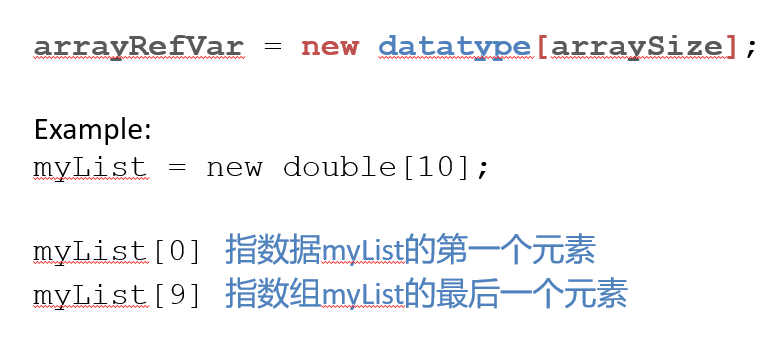 arrayRefVar = new datatype[arraySize];
Example:
myList = new double[10];
myList[0] 指数据myList的第一个元素
myList[9] 指数组myList的最后一个元素